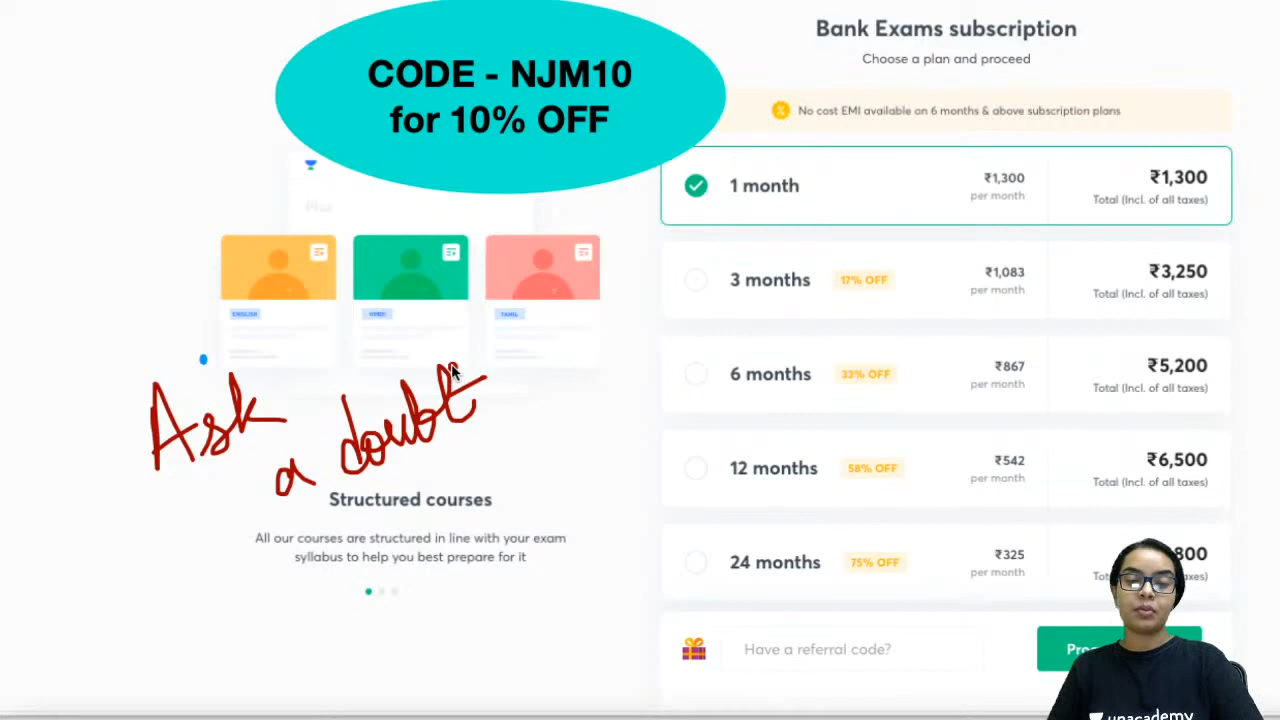 CODE - NJM10
for 10% OFF
ENGLISH
HINDI
TAMIL
Ask
a doubt
Structured courses
All our courses are structured in line with your exam
syllabus to help you best prepare for it
Bank Exams subscription
Choose a plan and proceed
No cost EMI available on 6 months & above subscription plans
1 month ₹1,300 per month ₹1,300 Total (Incl. of all taxes)
3 months 17% OFF ₹1,083 per month ₹3,250 Total (Incl. of all taxes)
6 months 33% OFF ₹867 per month ₹5,200 Total (Incl. of all taxes)
12 months 58% OFF ₹542 per month ₹6,500 Total (Incl. of all taxes)
24 months 75% OFF ₹325 per month 800
Have a referral code?
unacademy